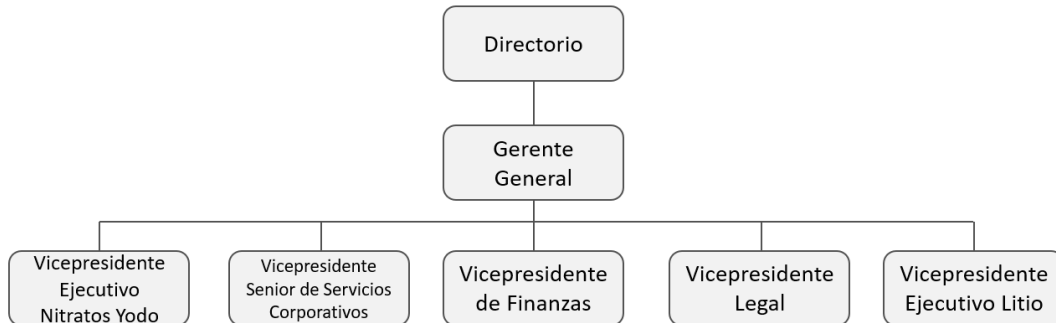 Directorio
Gerente
General
Vicepresidente
Ejecutivo
Nitratos Yodo
Vicepresidente
Senior de Servicios
Corporativos
Vicepresidente
de Finanzas
Vicepresidente
Legal
Vicepresidente
Ejecutivo Litio